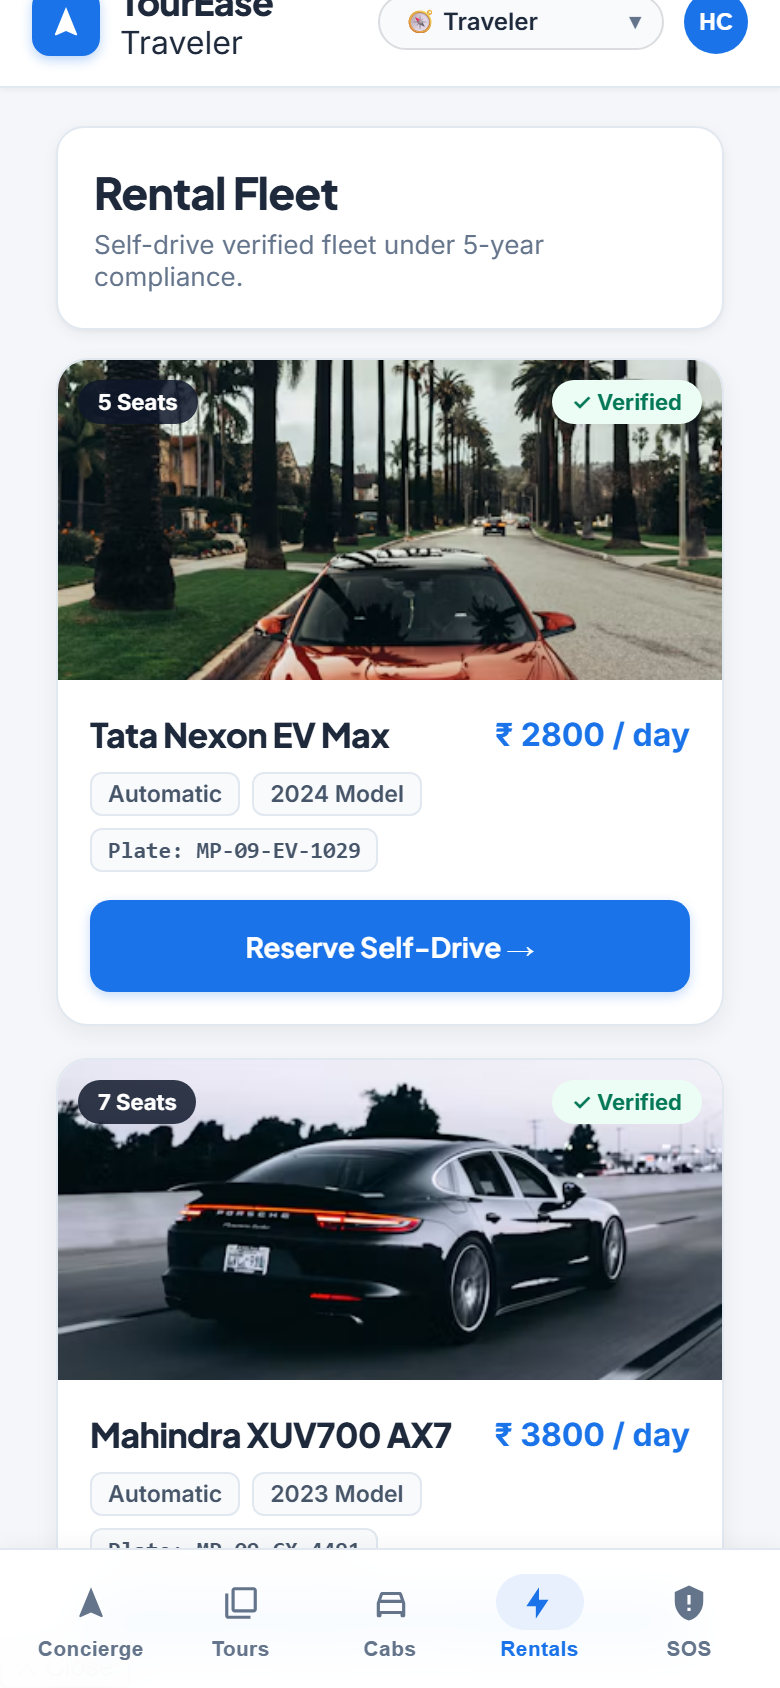 TourEase
Traveler
Traveler
HC
Rental Fleet
Self-drive verified fleet under 5-year
compliance.
5 Seats
✓ Verified
Tata Nexon EV Max
₹ 2800 / day
Automatic
2024 Model
Plate: MP-09-EV-1029
Reserve Self-Drive →
7 Seats
✓ Verified
PORSCHE
Mahindra XUV700 AX7
₹ 3800 / day
Automatic
2023 Model
Concierge
Tours
Cabs
Rentals
SOS